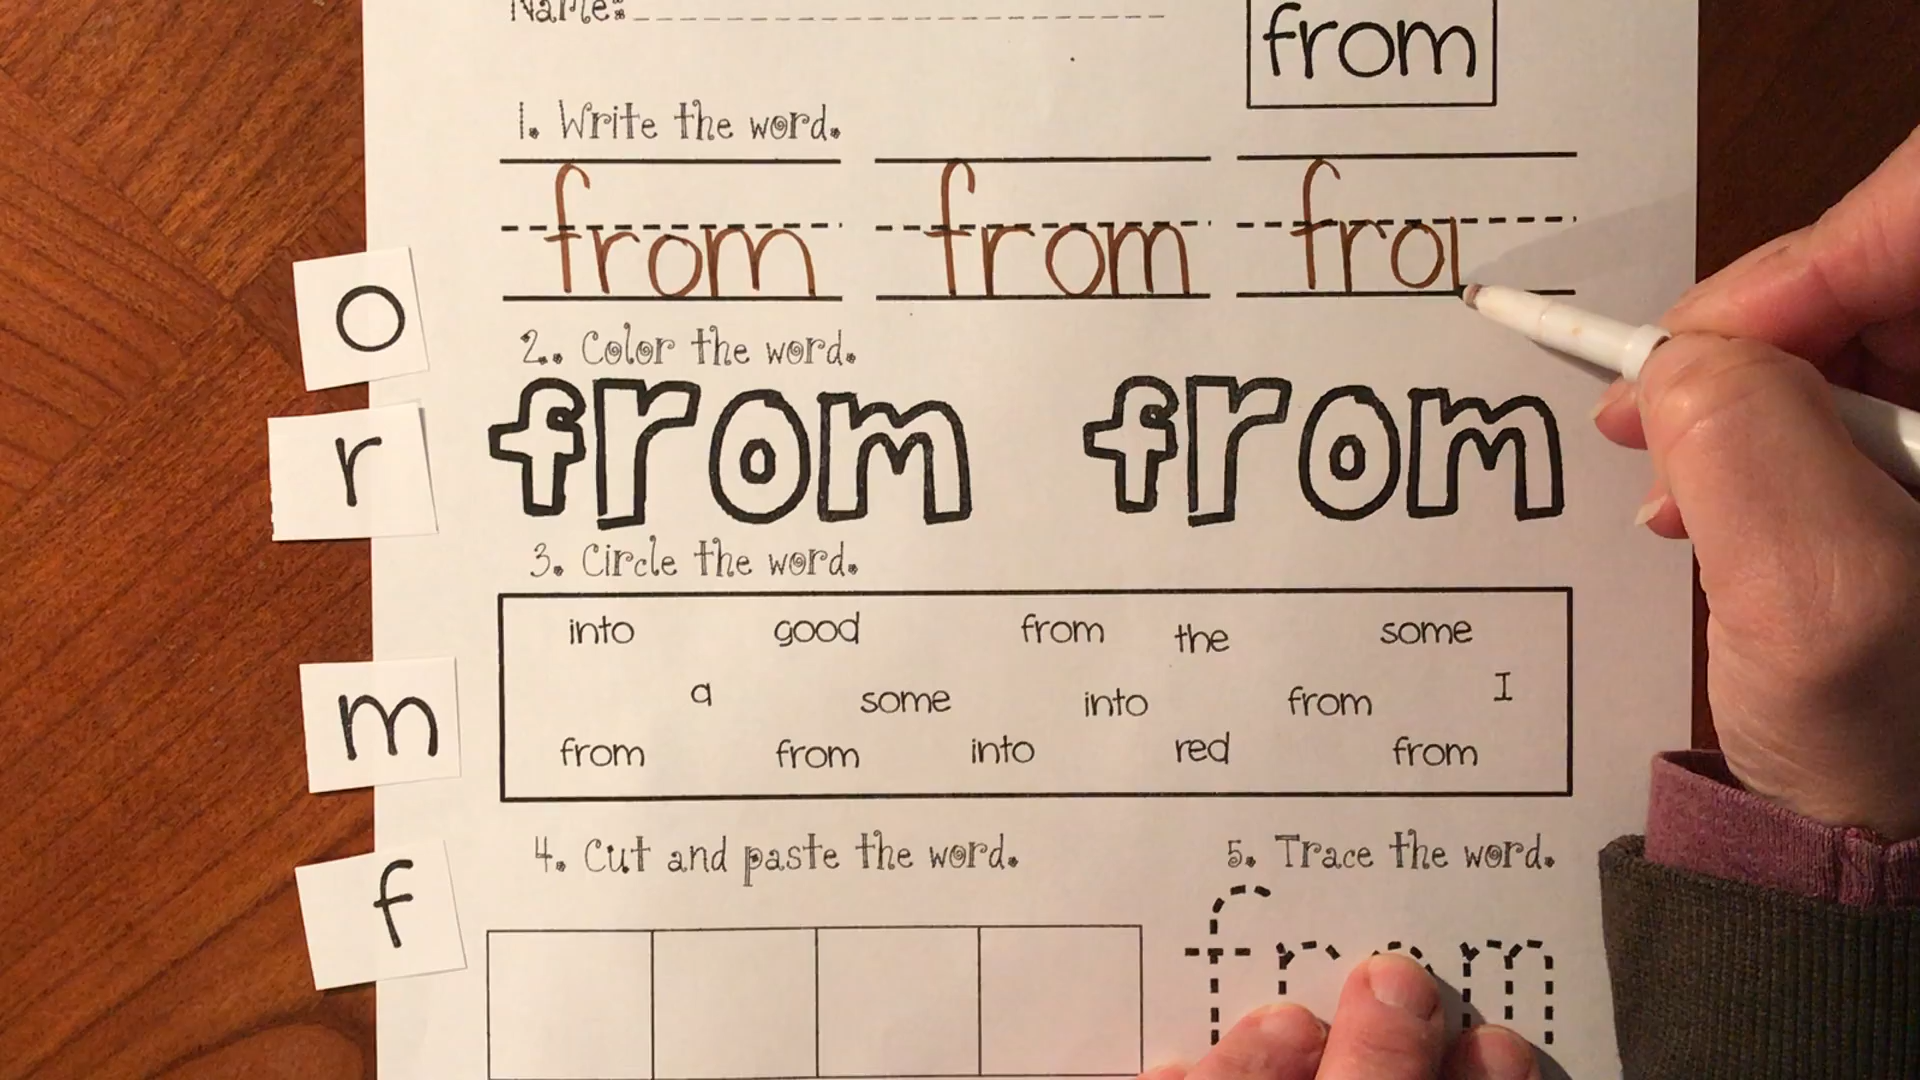 Name:
from
1. Write the word.
from from fro
2. Color the word.
from from
3. Circle the word.
into good from the some
a some into from I
from from into red from
4. Cut and paste the word. 5. Trace the word.
from
o
r
m
f